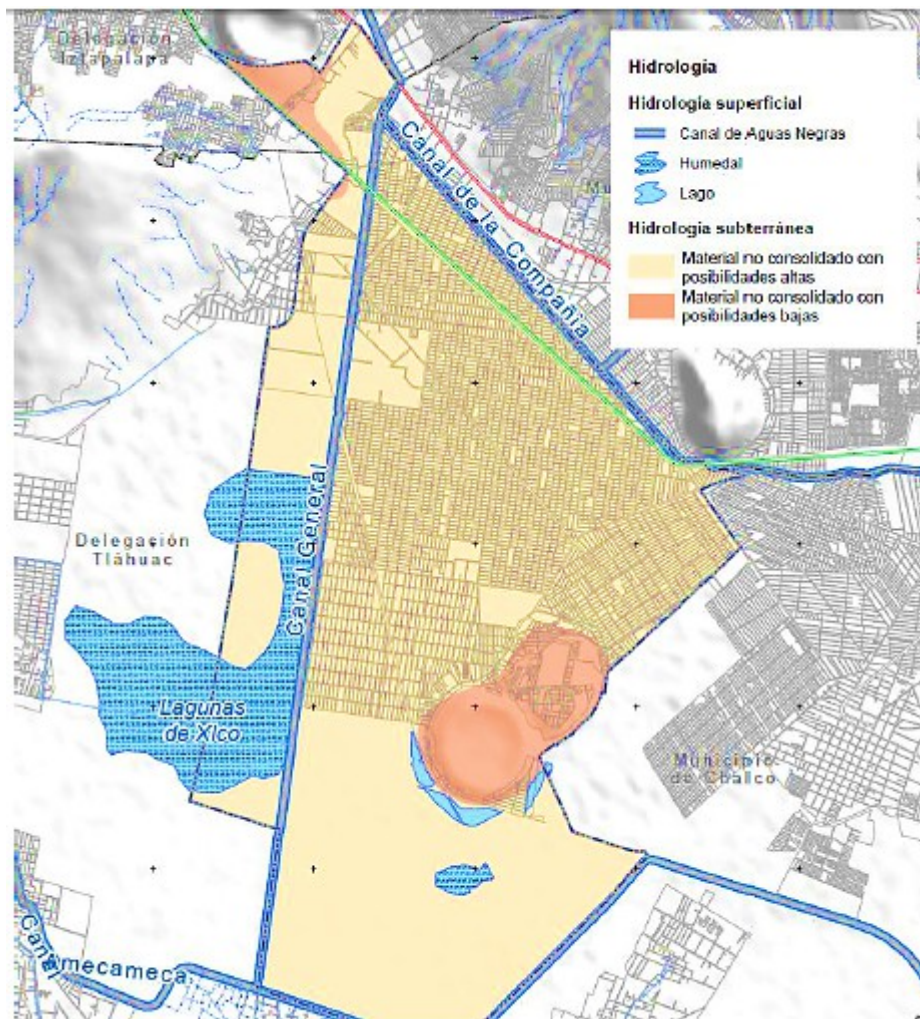 Delegación
Iztapalapa
Hidrología
Hidrología superficial
Canal de Aguas Negras
Humedal
Lago
Hidrología subterránea
Material no consolidado con
posibilidades altas
Material no consolidado con
posibilidades bajas
Canal de la Compañia
Canal General
Delegación
Tláhuac
Lagunas
de Xico
Municipio
de Chalco
Canal
mecameca